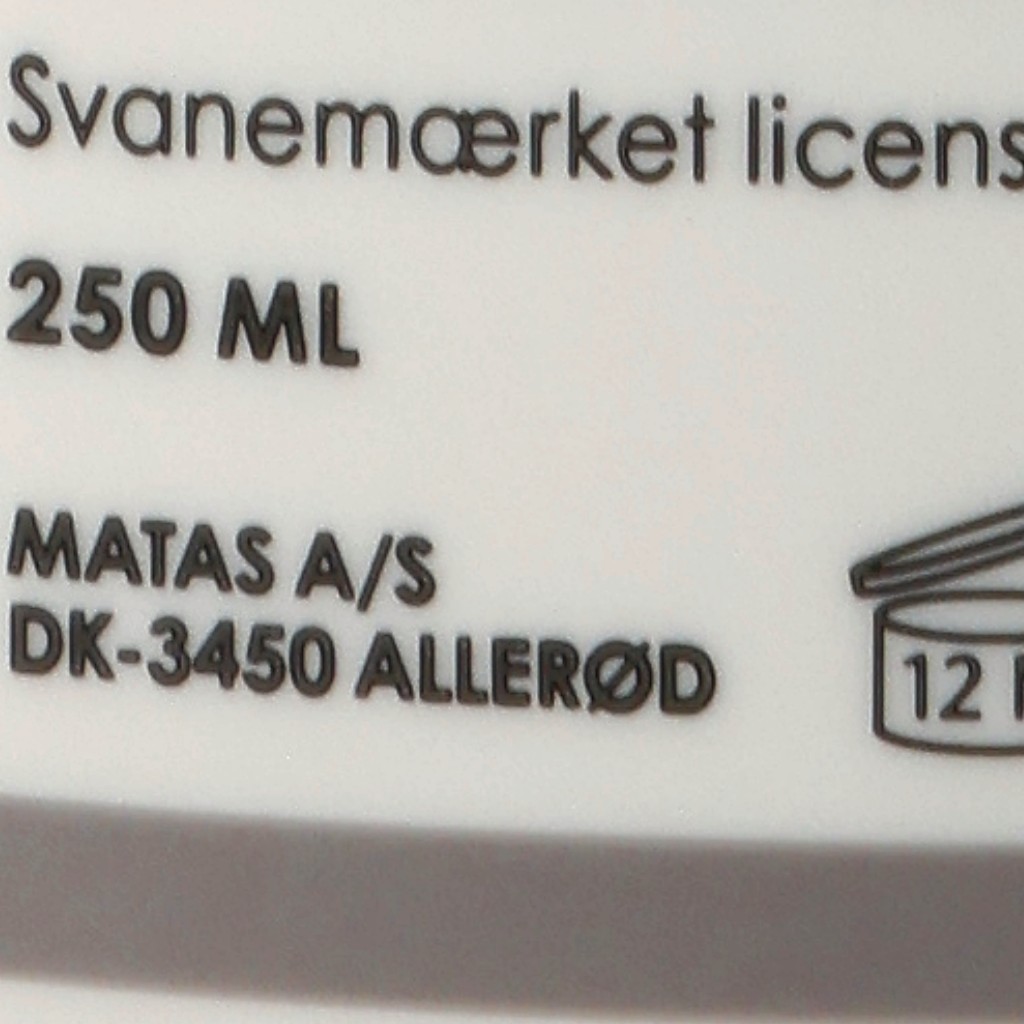 Svanemærket licens
250 ML
MATAS A/S
DK-3450 ALLERØD
12